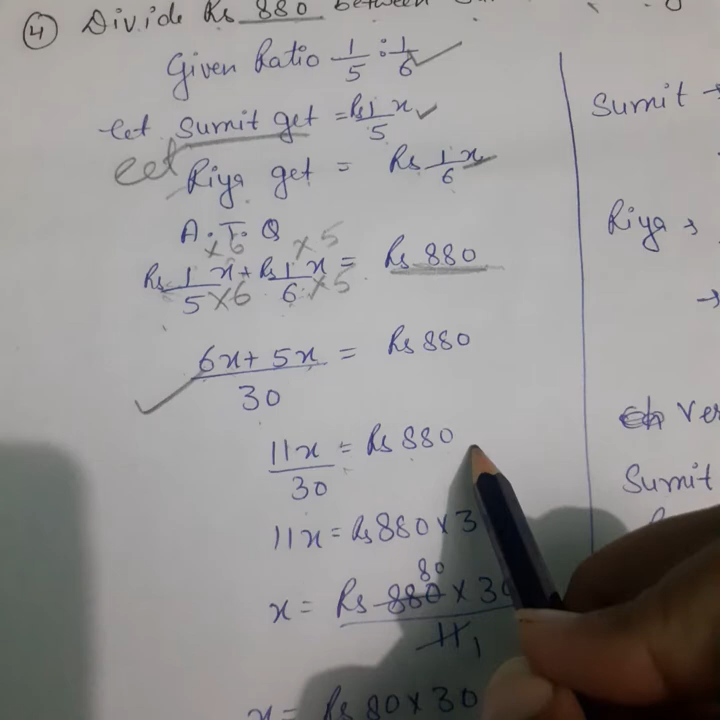 ④ Divide Rs 880 between
Given Ratio 1/5 : 1/6
let Sumit get = Rs 1/5 x
let Riya get = Rs 1/6 x
A.T.Q
×6 ×5
Rs 1/5 x + Rs 1/6 x = Rs 880
×6 ×5
6x + 5x / 30 = Rs 880
11x / 30 = Rs 880
11x = Rs 880 × 3
80
x = Rs 880 × 30 / 11 1
x = Rs 80 × 30
Sumit →
Riya →
→
Ver
Sumit